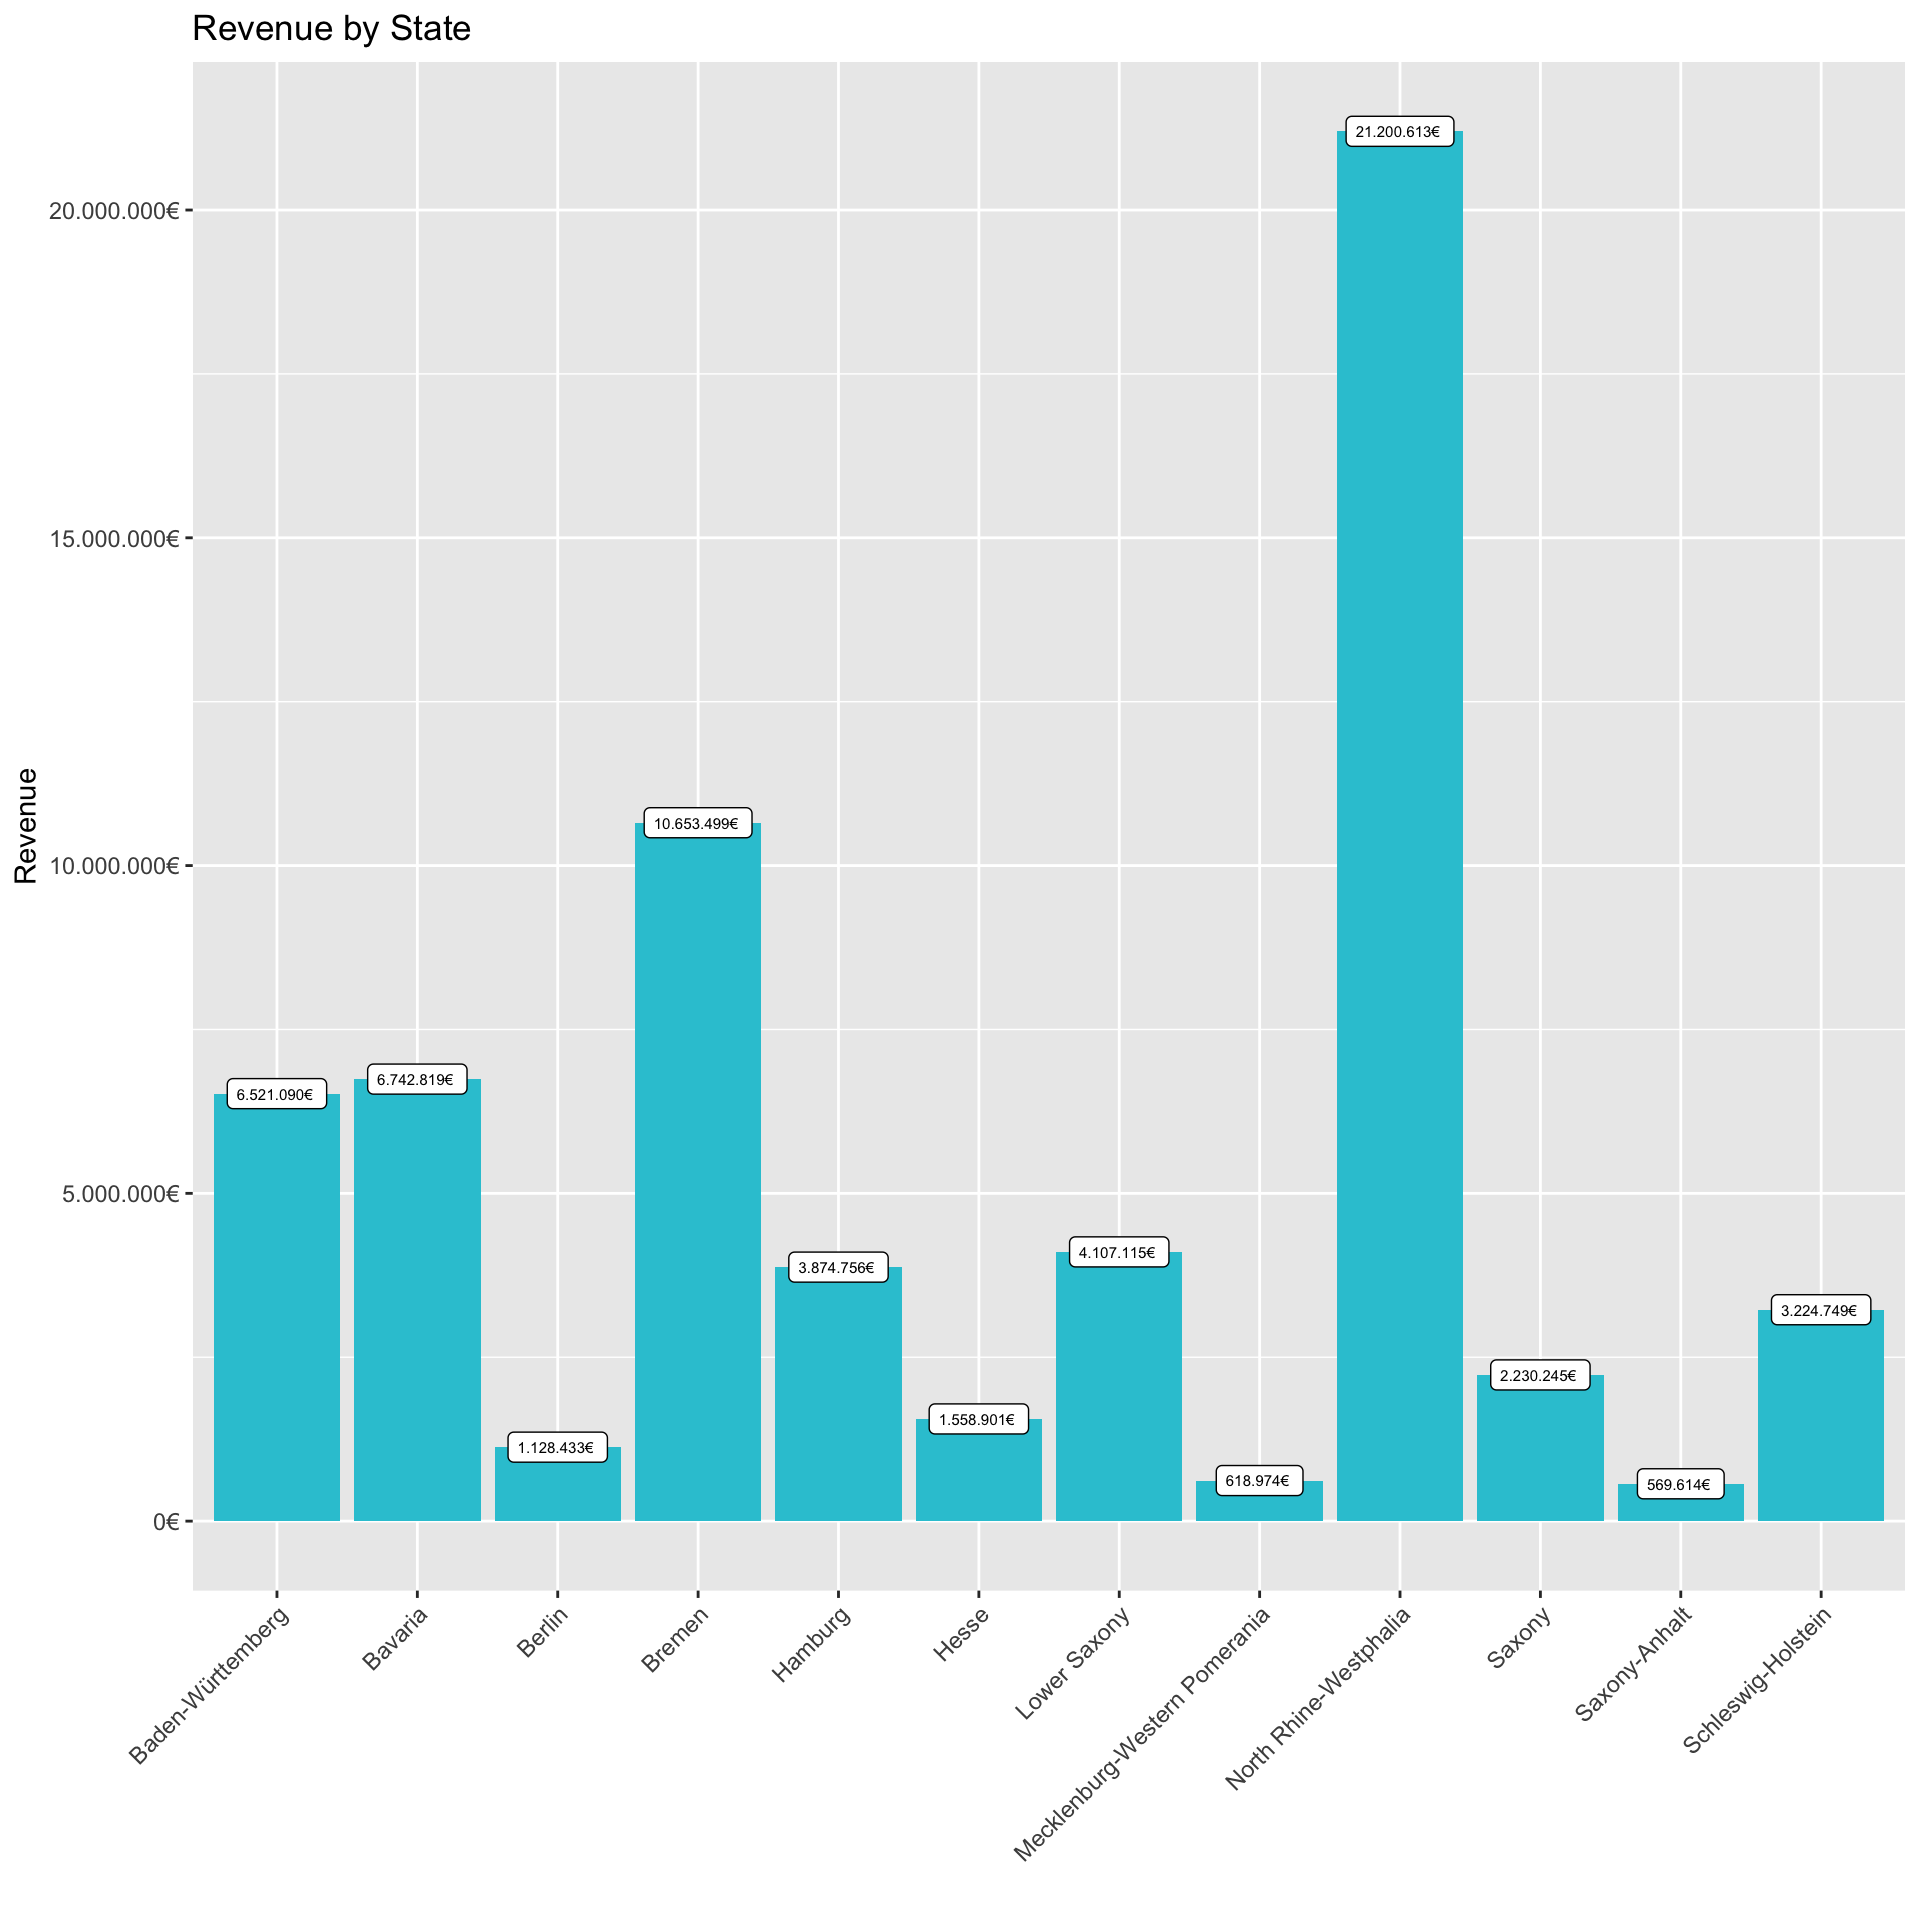 Revenue by State
Revenue
20.000.000€
15.000.000€
10.000.000€
5.000.000€
0€
6.521.090€
6.742.819€
1.128.433€
10.653.499€
3.874.756€
1.558.901€
4.107.115€
618.974€
21.200.613€
2.230.245€
569.614€
3.224.749€
Baden-Württemberg
Bavaria
Berlin
Bremen
Hamburg
Hesse
Lower Saxony
Mecklenburg-Western Pomerania
North Rhine-Westphalia
Saxony
Saxony-Anhalt
Schleswig-Holstein